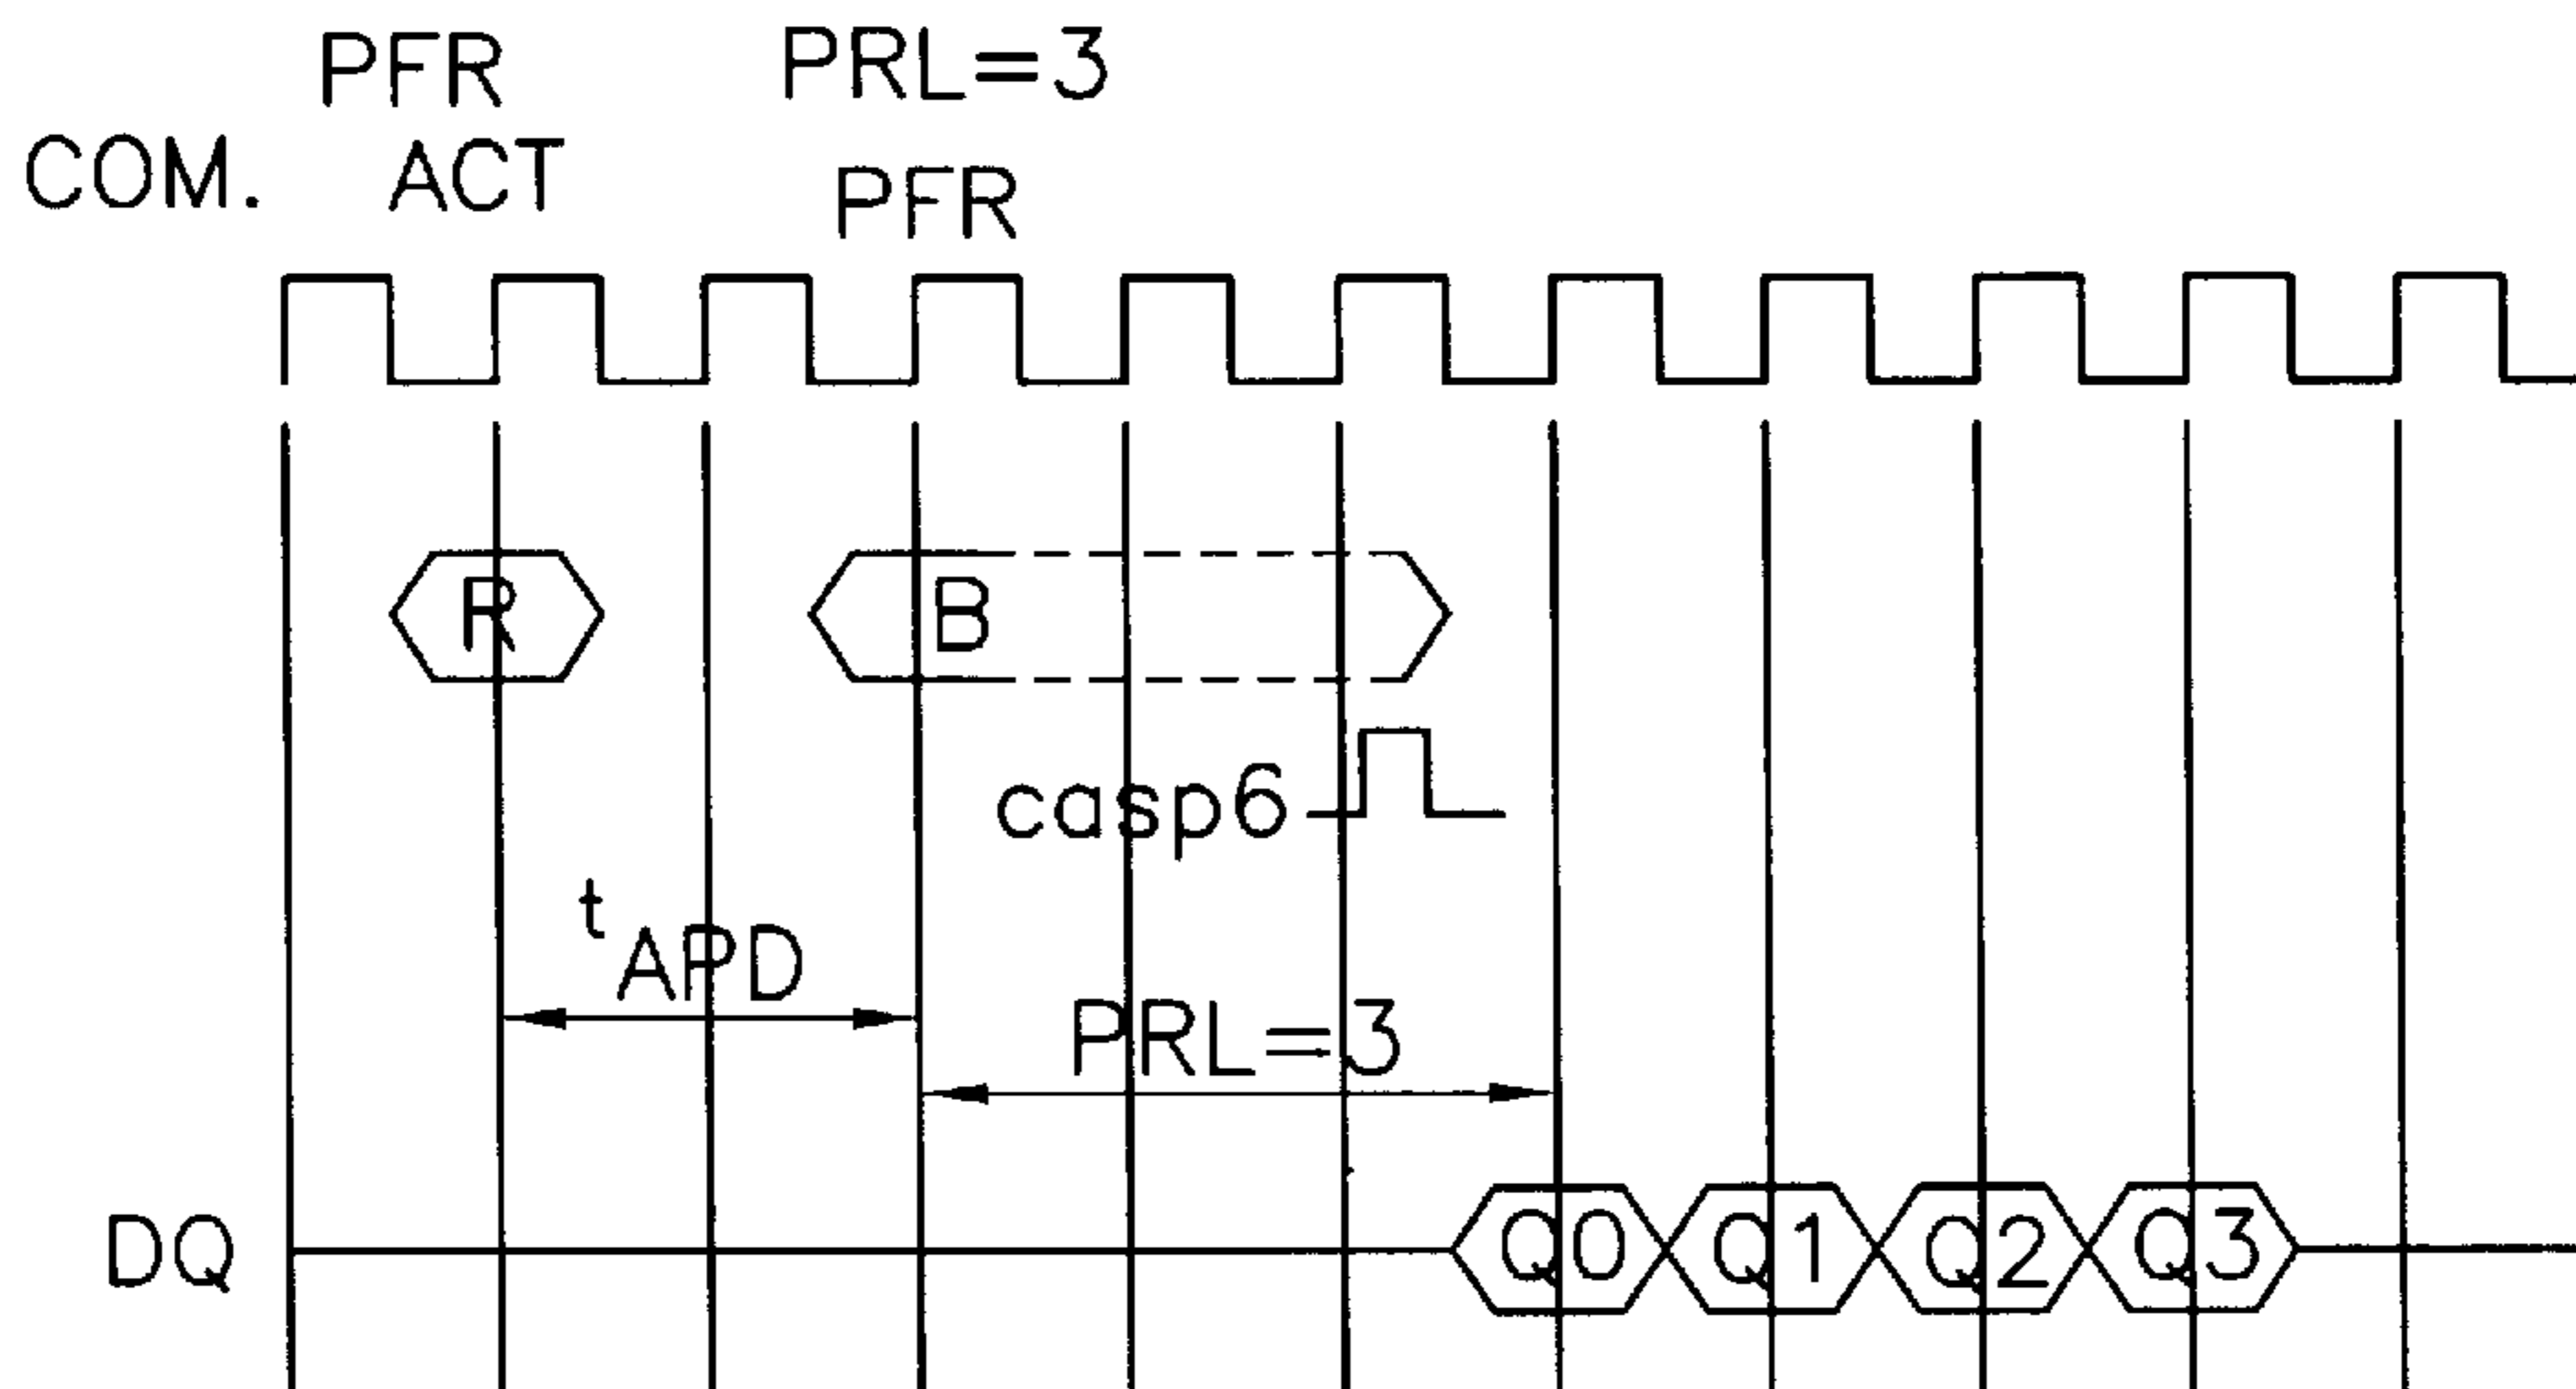 PFR PRL=3
COM. ACT
PFR
R B
casp6
tAPD
PRL=3
DQ Q0 Q1 Q2 Q3